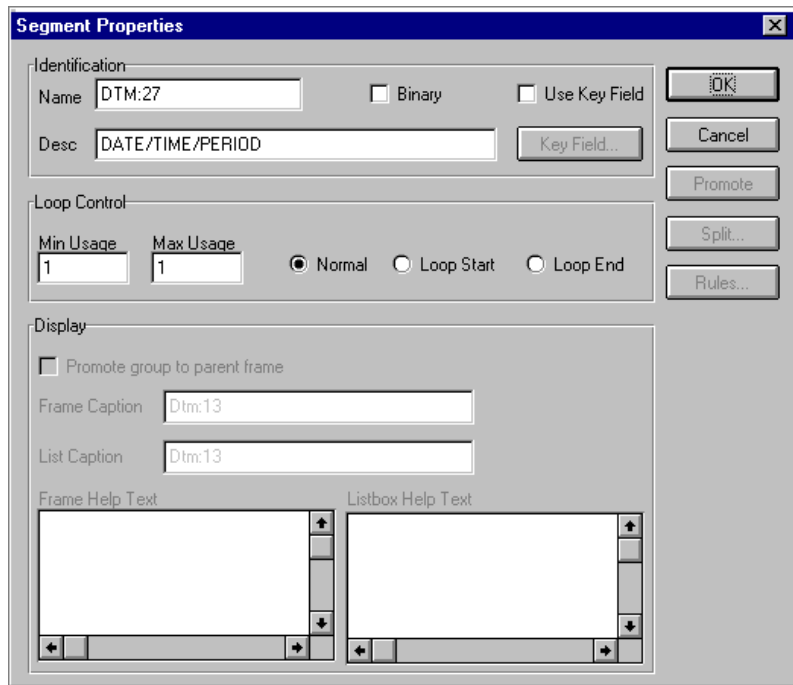 Segment Properties
Identification
Name DTM:27 Binary Use Key Field
Desc DATE/TIME/PERIOD Key Field...
OK
Cancel
Promote
Split...
Rules...
Loop Control
Min Usage Max Usage
1 1 Normal Loop Start Loop End
Display
Promote group to parent frame
Frame Caption Dtm:13
List Caption Dtm:13
Frame Help Text Listbox Help Text